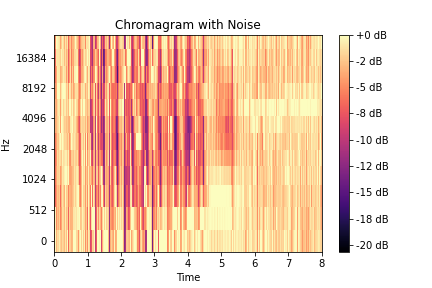 Chromagram with Noise
16384
8192
4096
2048
1024
512
0
Hz
0 1 2 3 4 5 6 7 8
Time
+0 dB
-2 dB
-5 dB
-8 dB
-10 dB
-12 dB
-15 dB
-18 dB
-20 dB